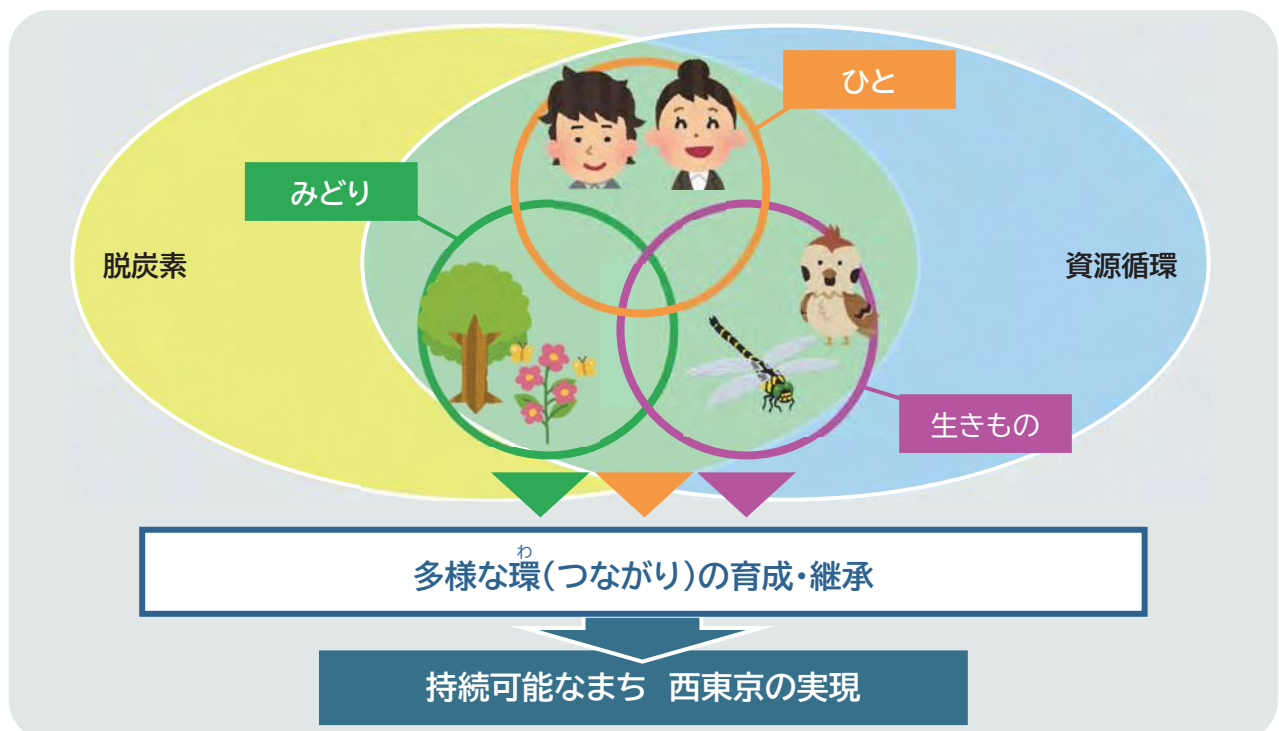 ひと
みどり
脱炭素
資源循環
生きもの
わ
多様な環(つながり)の育成・継承
持続可能なまち　西東京の実現